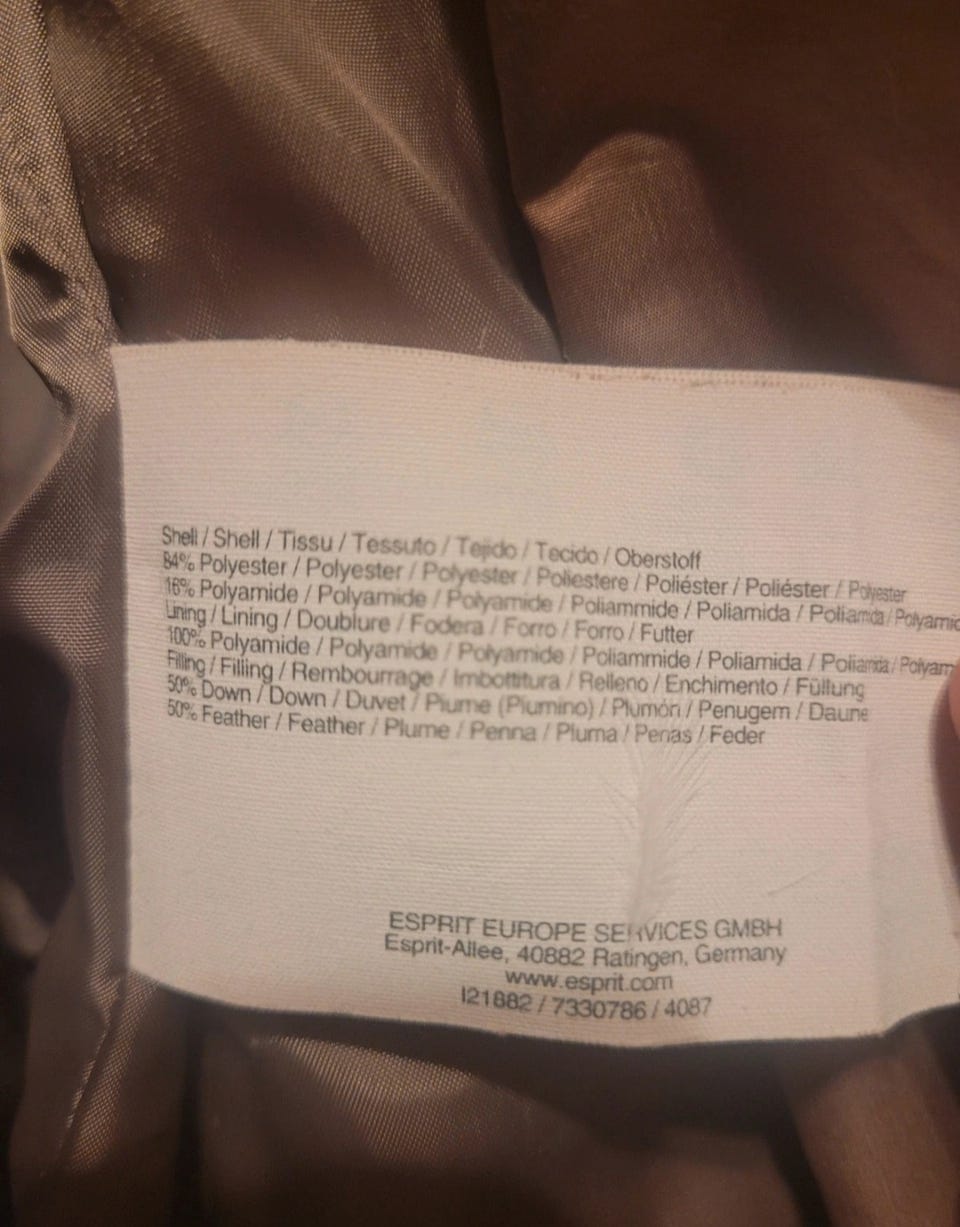 Shell / Shell / Tissu / Tessuto / Tejido / Tecido / Oberstoff
84% Polyester / Polyester / Polyester / Poliestere / Poliéster / Poliéster / Polyester
16% Polyamide / Polyamide / Polyamide / Poliammide / Poliamida / Poliamida / Polyamid
Lining / Lining / Doublure / Fodera / Forro / Forro / Futter
100% Polyamide / Polyamide / Polyamide / Poliammide / Poliamida / Poliamida / Polyam
Filling / Filling / Rembourrage / Imbottitura / Relleno / Enchimento / Füllung
50% Down / Down / Duvet / Piume (Piumino) / Plumón / Penugem / Daune
50% Feather / Feather / Plume / Penna / Pluma / Penas / Feder
ESPRIT EUROPE SERVICES GMBH
Esprit-Allee, 40882 Ratingen, Germany
www.esprit.com
I21882 / 7330786 / 4087